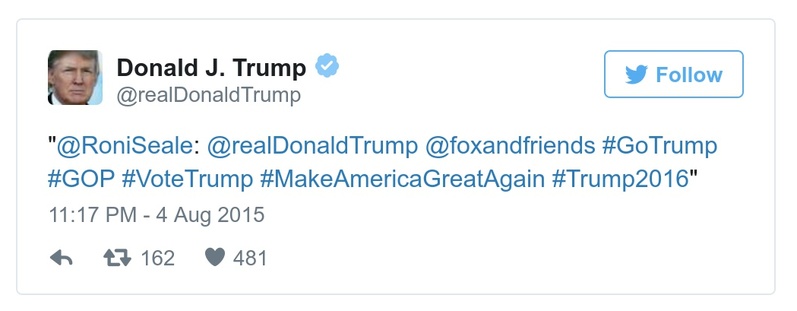 Donald J. Trump
@realDonaldTrump
Follow
"@RoniSeale: @realDonaldTrump @foxandfriends #GoTrump
#GOP #VoteTrump #MakeAmericaGreatAgain #Trump2016"
11:17 PM - 4 Aug 2015
162 481